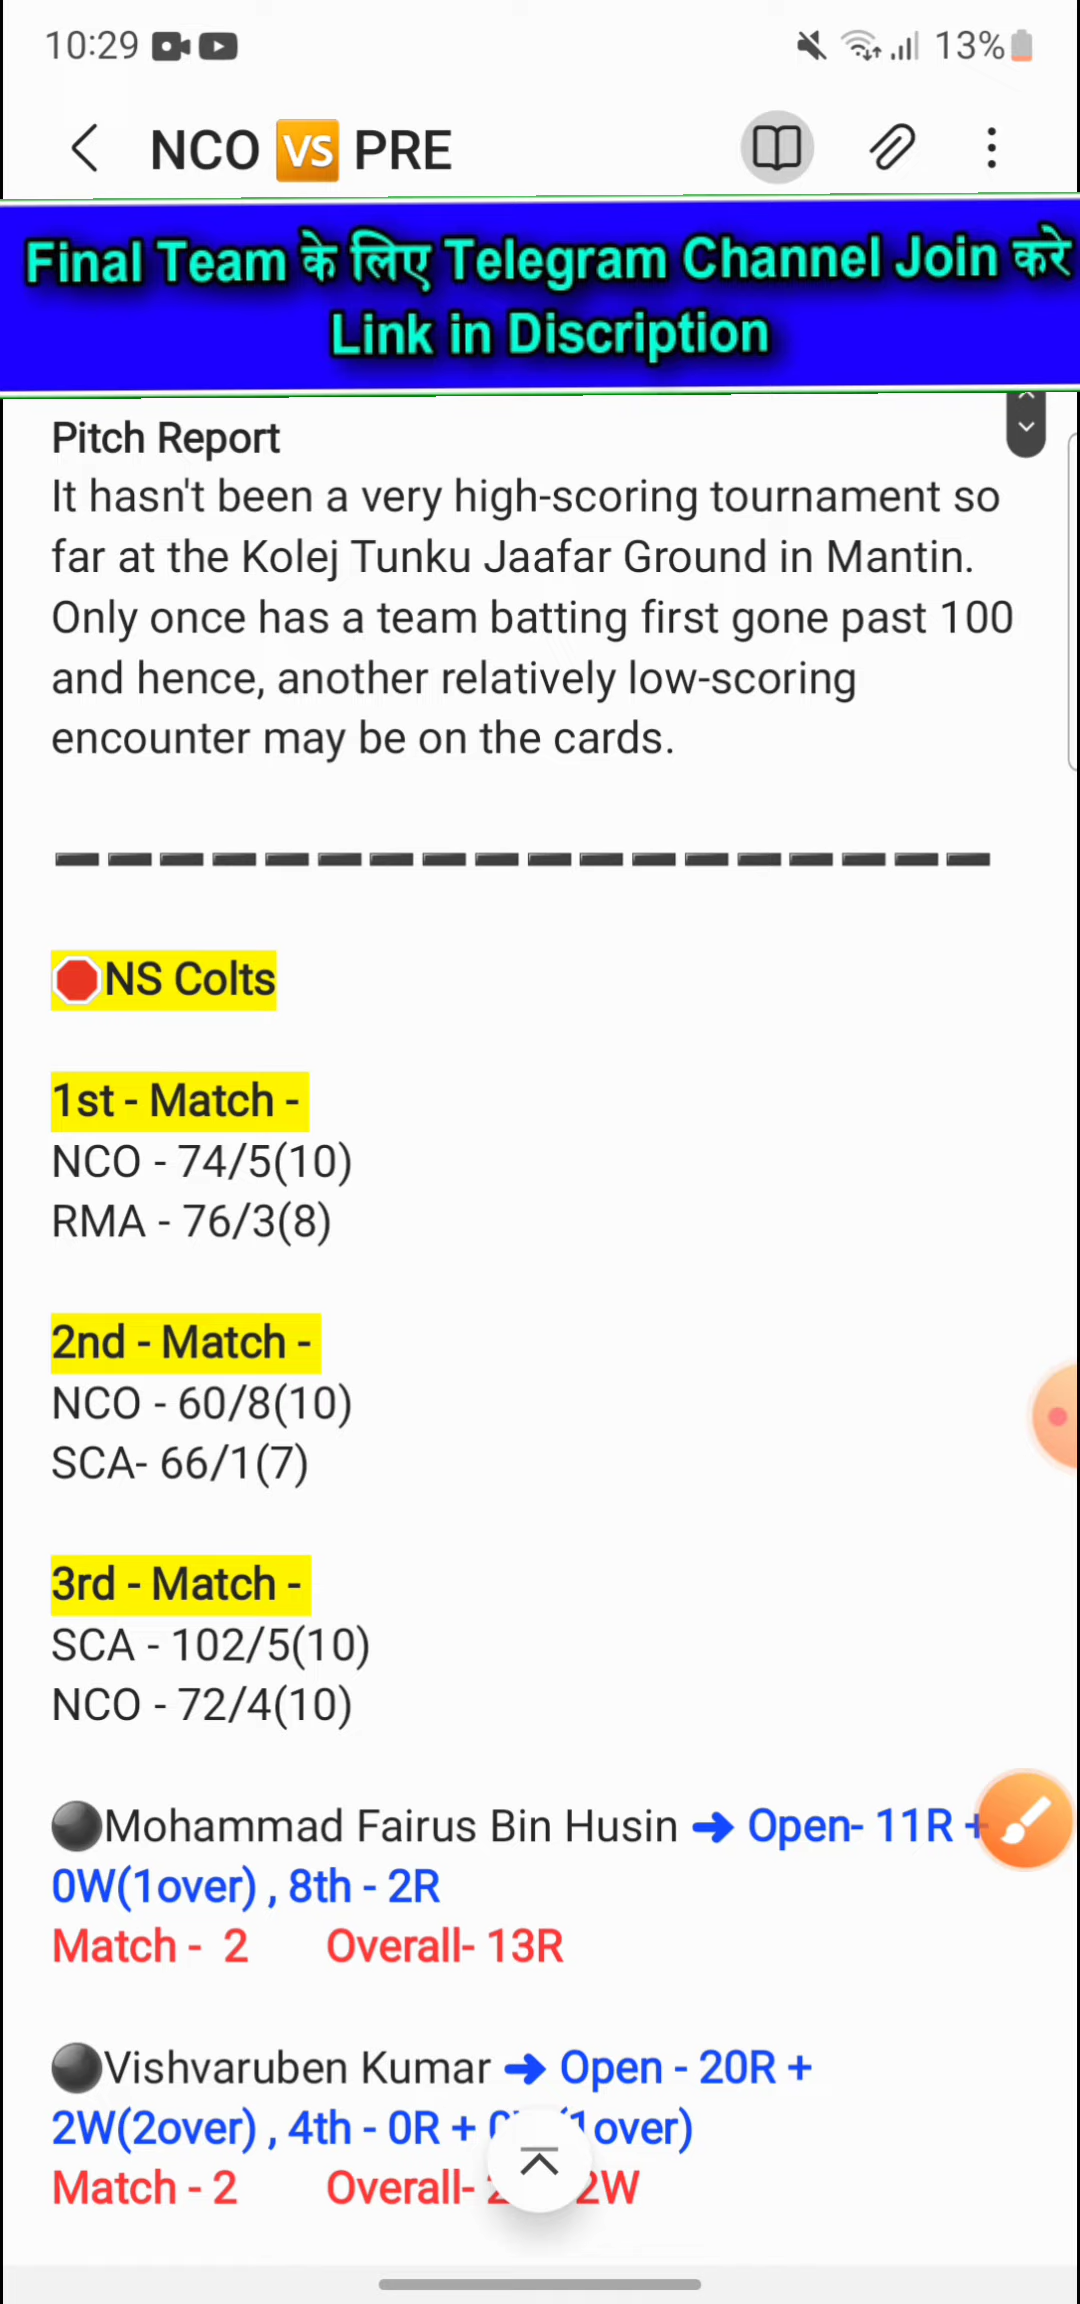 10:29
13%
NCO VS PRE
Final Team के लिए Telegram Channel Join करे
Link in Discription
Pitch Report
It hasn't been a very high-scoring tournament so
far at the Kolej Tunku Jaafar Ground in Mantin.
Only once has a team batting first gone past 100
and hence, another relatively low-scoring
encounter may be on the cards.
NS Colts
1st - Match -
NCO - 74/5(10)
RMA - 76/3(8)
2nd - Match -
NCO - 60/8(10)
SCA- 66/1(7)
3rd - Match -
SCA - 102/5(10)
NCO - 72/4(10)
Mohammad Fairus Bin Husin ➔ Open- 11R +
0W(1over) , 8th - 2R
Match - 2 Overall- 13R
Vishvaruben Kumar ➔ Open - 20R +
2W(2over) , 4th - 0R + over)
Match - 2 Overall- 2W